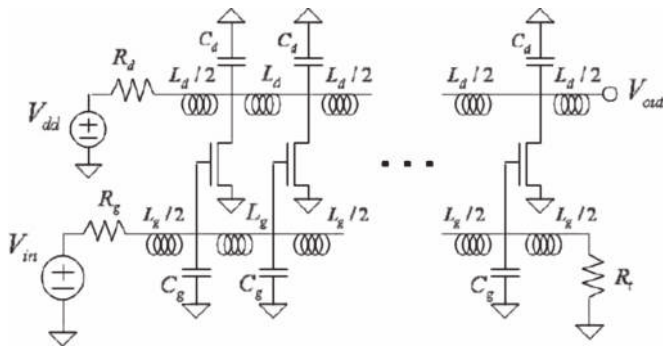 C_d C_d C_d
R_d L_d/2 L_d L_d/2 L_d/2 L_d/2 V_out
V_dd
R_g L_g/2 L_g L_g/2 L_g/2 L_g/2
V_in
C_g C_g C_g R_t